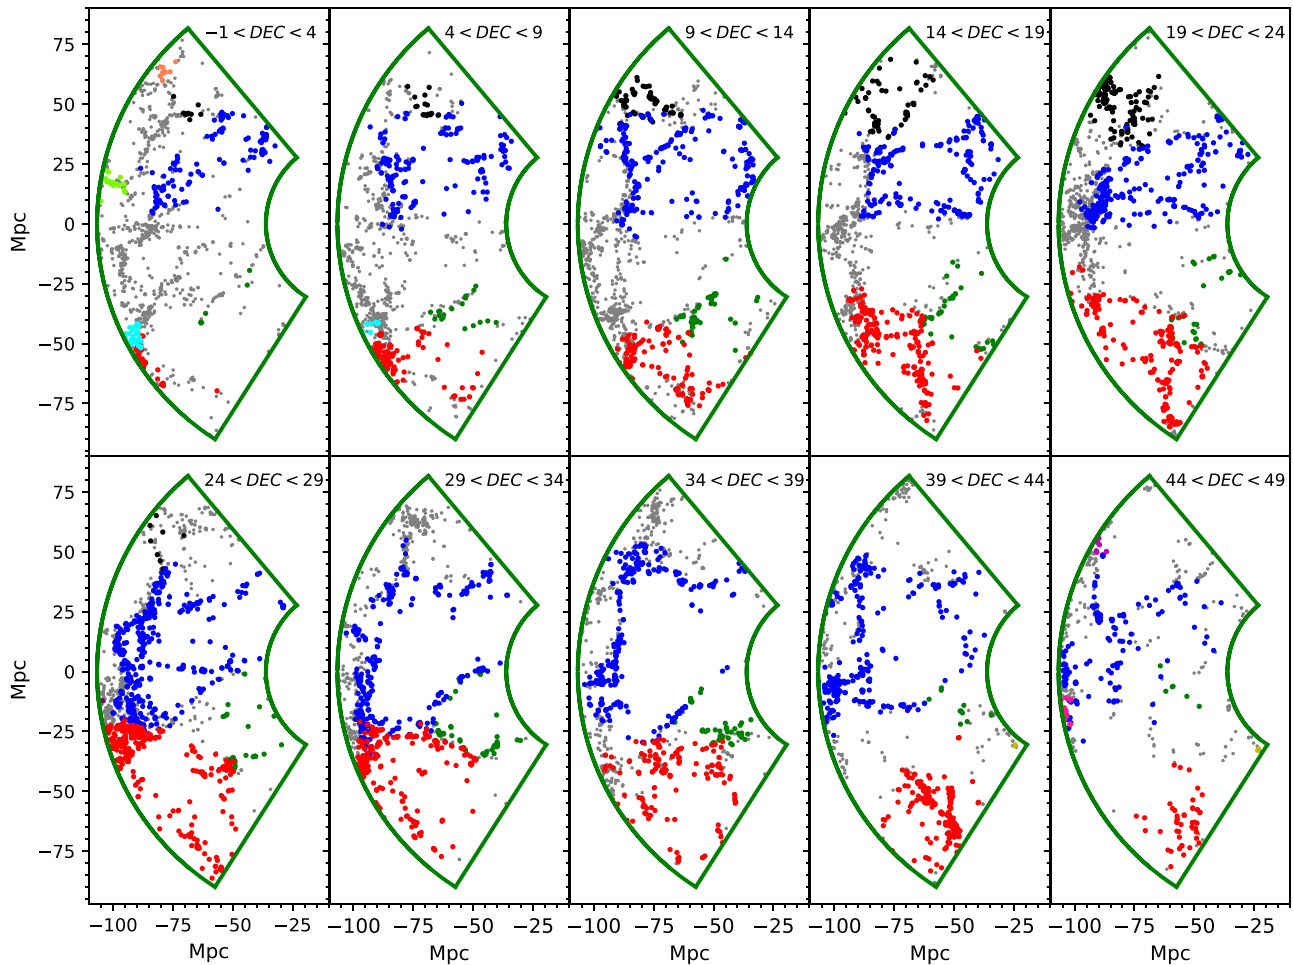 −1 < DEC < 4
4 < DEC < 9
9 < DEC < 14
14 < DEC < 19
19 < DEC < 24
75
50
25
0
−25
−50
−75
Mpc
24 < DEC < 29
29 < DEC < 34
34 < DEC < 39
39 < DEC < 44
44 < DEC < 49
75
50
25
0
−25
−50
−75
Mpc
−100 −75 −50 −25
−100 −75 −50 −25
−100 −75 −50 −25
−100 −75 −50 −25
−100 −75 −50 −25
Mpc
Mpc
Mpc
Mpc
Mpc